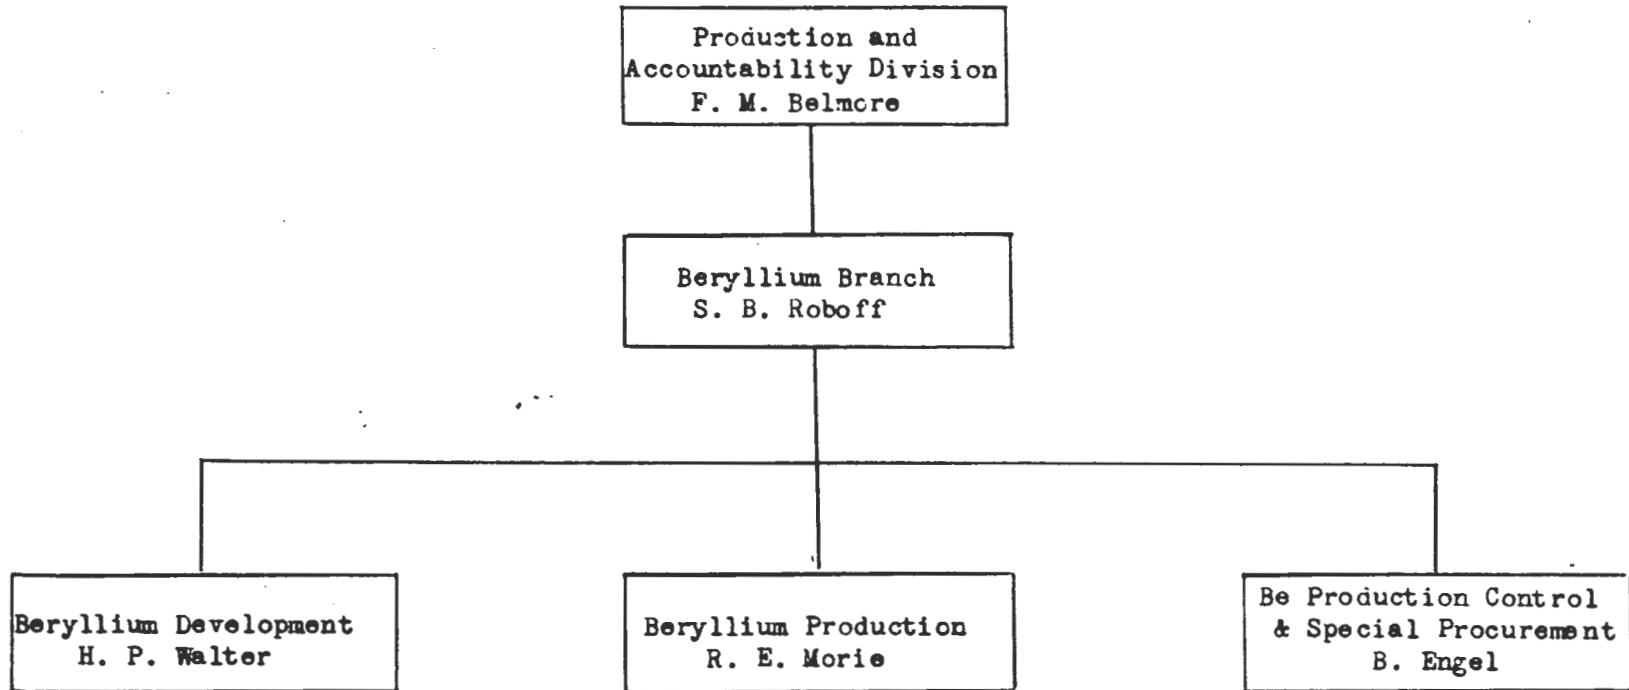 Production and
Accountability Division
F. M. Belmore
Beryllium Branch
S. B. Roboff
Beryllium Development
H. P. Walter
Beryllium Production
R. E. Morie
Be Production Control
& Special Procurement
B. Engel